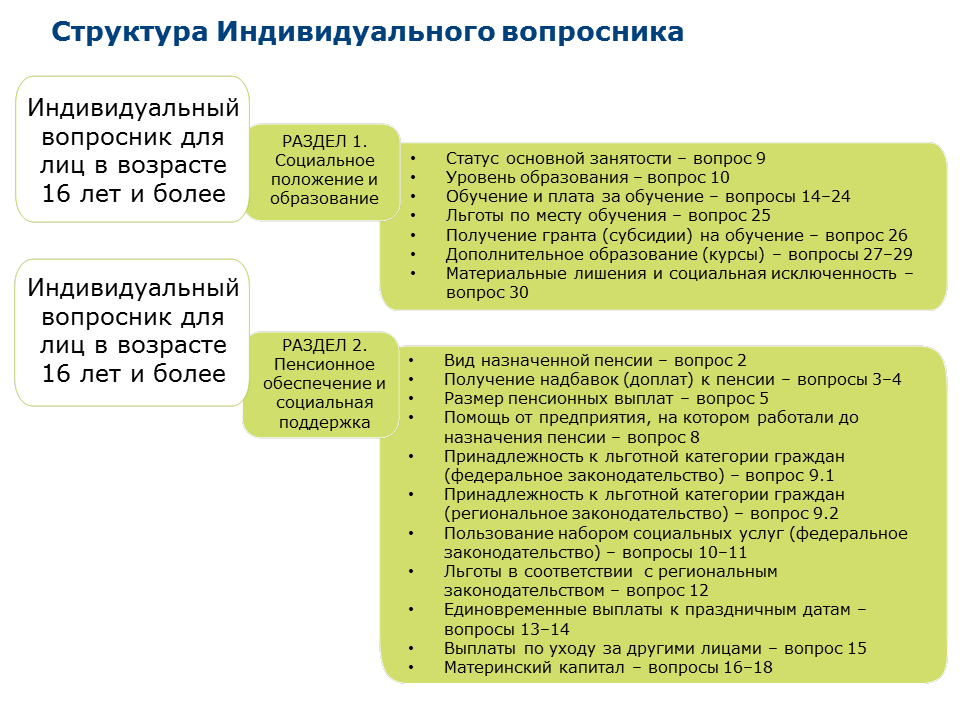 Структура Индивидуального вопросника
Индивидуальный
вопросник для
лиц в возрасте
16 лет и более
РАЗДЕЛ 1.
Социальное
положение и
образование
• Статус основной занятости – вопрос 9
• Уровень образования – вопрос 10
• Обучение и плата за обучение – вопросы 14–24
• Льготы по месту обучения – вопрос 25
• Получение гранта (субсидии) на обучение – вопрос 26
• Дополнительное образование (курсы) – вопросы 27–29
• Материальные лишения и социальная исключенность –
вопрос 30
Индивидуальный
вопросник для
лиц в возрасте
16 лет и более
РАЗДЕЛ 2.
Пенсионное
обеспечение и
социальная
поддержка
• Вид назначенной пенсии – вопрос 2
• Получение надбавок (доплат) к пенсии – вопросы 3–4
• Размер пенсионных выплат – вопрос 5
• Помощь от предприятия, на котором работали до
назначения пенсии – вопрос 8
• Принадлежность к льготной категории граждан
(федеральное законодательство) – вопрос 9.1
• Принадлежность к льготной категории граждан
(региональное законодательство) – вопрос 9.2
• Пользование набором социальных услуг (федеральное
законодательство) – вопросы 10–11
• Льготы в соответствии с региональным
законодательством – вопрос 12
• Единовременные выплаты к праздничным датам –
вопросы 13–14
• Выплаты по уходу за другими лицами – вопрос 15
• Материнский капитал – вопросы 16–18